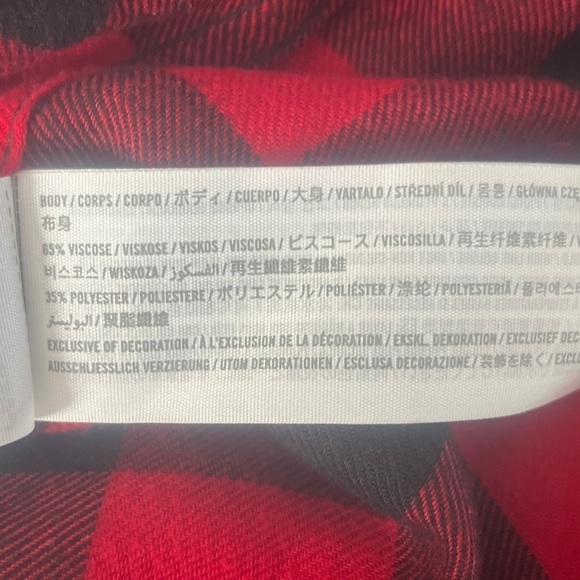 BODY / CORPS / CORPO / ボディ / CUERPO / 大身 / VARTALO / STŘEDNÍ DÍL / 몸통 / GŁÓWNA CZĘ
布身
65% VISCOSE / VISKOSE / VISKOS / VISCOSA / ビスコース / VISCOSILLA / 再生纤维素纤维 /
비스코스 / WISKOZA / الفسكوز / 再生纖維素纖維
35% POLYESTER / POLIESTERE / ポリエステル / POLIÉSTER / 涤纶 / POLYESTERIÄ / 폴리에스
البوليستر / 聚脂纖維
EXCLUSIVE OF DECORATION / À L'EXCLUSION DE LA DÉCORATION / EKSKL. DEKORATION / EXCLUSIEF DEC
AUSSCHLIESSLICH VERZIERUNG / UTOM DEKORATIONEN / ESCLUSA DECORAZIONE / 装飾を除く / EXCLU